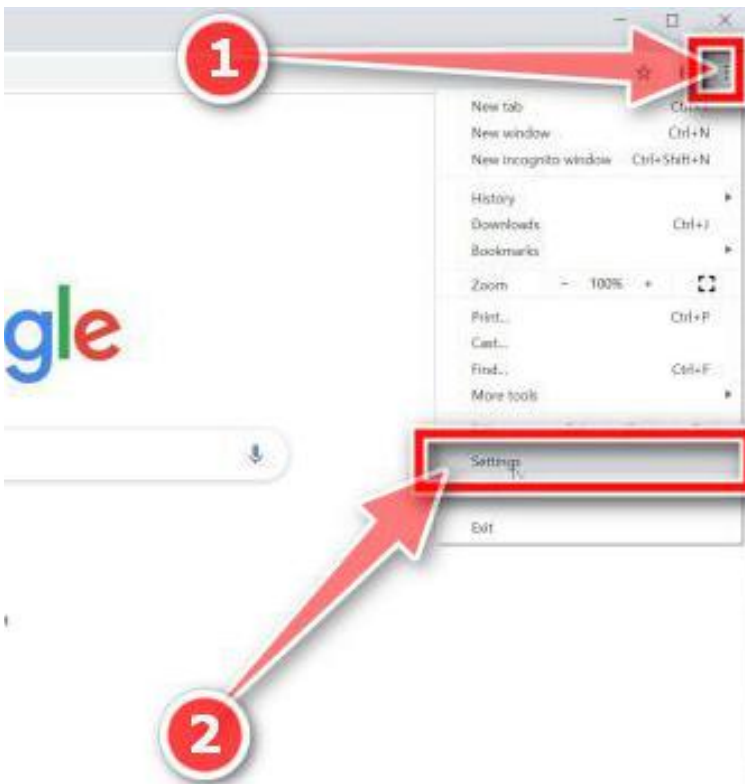 1
New tab
New window Ctrl+N
New incognito window Ctrl+Shift+N
History
Downloads Ctrl+J
Bookmarks
Zoom - 100% +
Print... Ctrl+P
Cast...
Find... Ctrl+F
More tools
gle
Settings
Exit
2